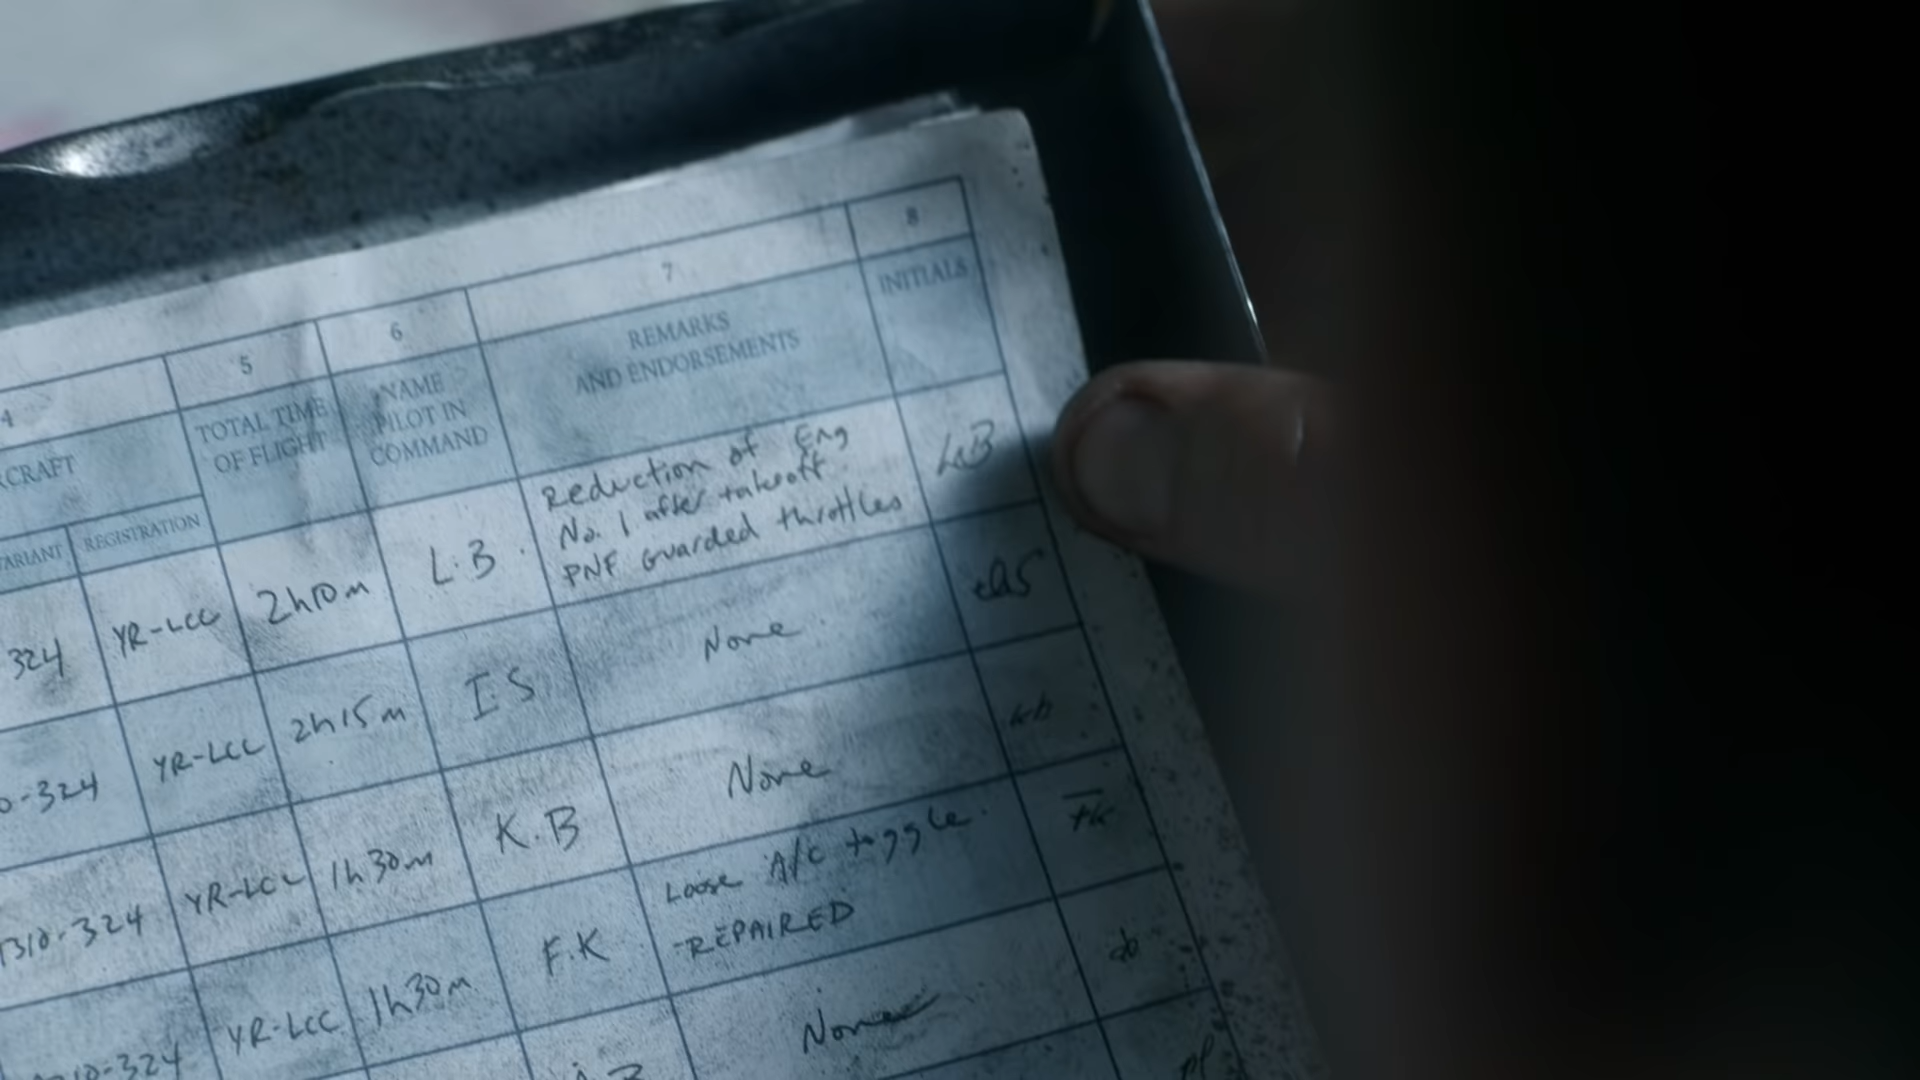 4
5
6
7
8
REMARKS
AND ENDORSEMENTS
INITIALS
NAME
PILOT IN
COMMAND
TOTAL TIME
OF FLIGHT
REGISTRATION
324 YR-LCC 2h10m L.B. Reduction of Eng
No. 1 after takeoff
PNF Guarded throttles LB
0-324 YR-LCC 2h15m I.S None
310-324 YR-LCC 1h30m K.B None
YR-LCC 1h30m F.K Loose A/C toggle.
-REPAIRED
10-324
None